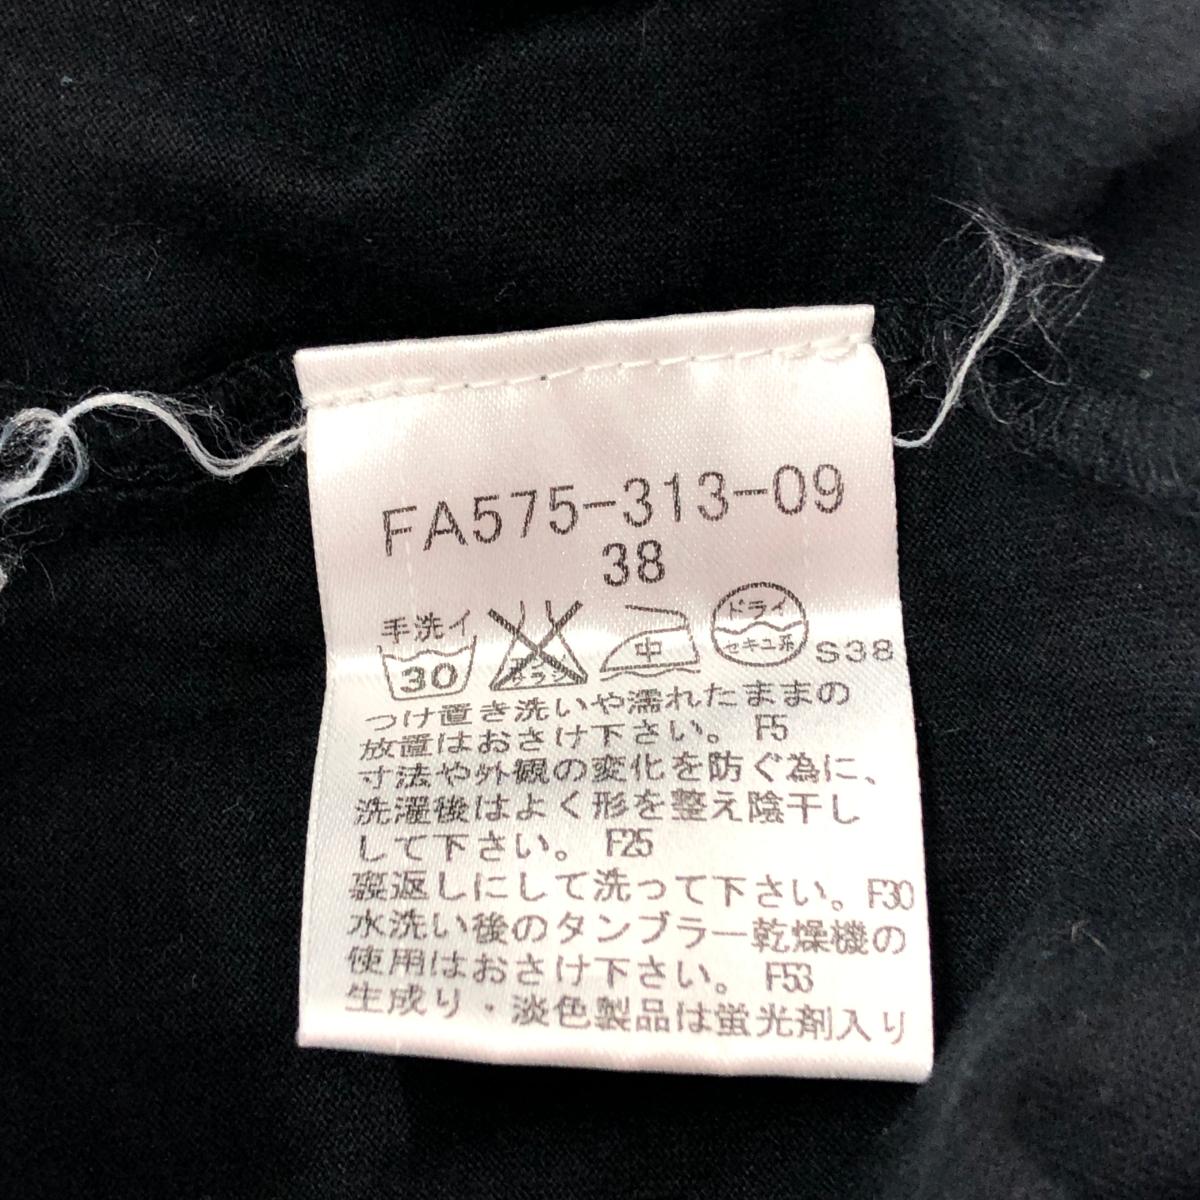 FA575-313-09
38
手洗イ
30
中
ドライ
セキユ系
S38
つけ置き洗いや濡れたままの
放置はおさけ下さい。 F5
寸法や外観の変化を防ぐ為に、
洗濯後はよく形を整え陰干し
して下さい。 F25
裏返しにして洗って下さい。F30
水洗い後のタンブラー乾燥機の
使用はおさけ下さい。 F53
生成り・淡色製品は蛍光剤入り